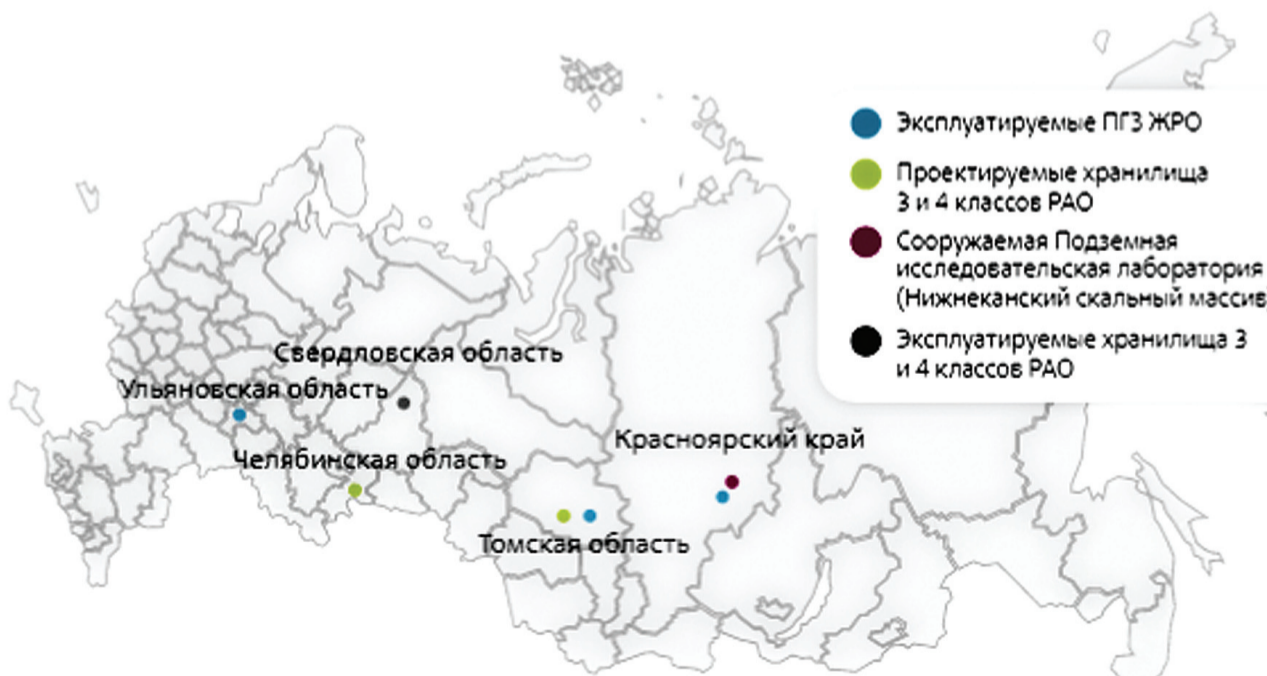 Эксплуатируемые ПГЗ ЖРО
Проектируемые хранилища
3 и 4 классов РАО
Сооружаемая Подземная
исследовательская лаборатория
(Нижнеканский скальный массив)
Эксплуатируемые хранилища 3
и 4 классов РАО
Свердловская область
Ульяновская область
Красноярский край
Челябинская область
Томская область